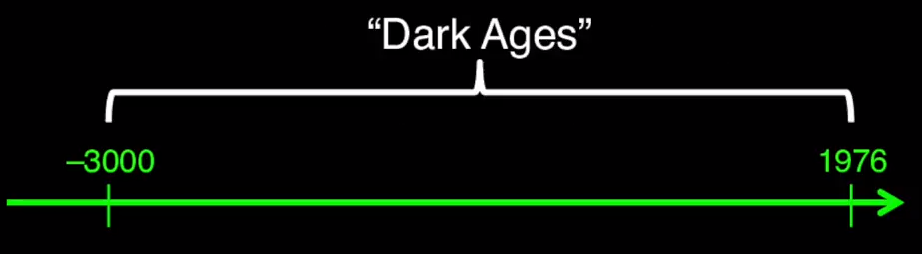 “Dark Ages”
–3000
1976